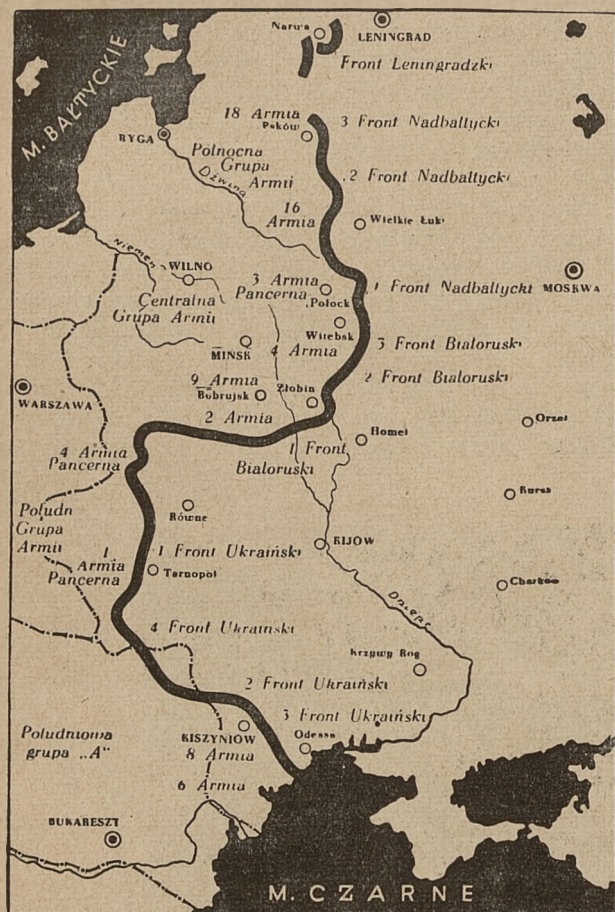 M. BAŁTYCKIE
Narwa
LENINGRAD
Front Leningradzki
18 Armia
Psków
3 Front Nadbałtycki
RYGA
Północna
Grupa
Armii
Dźwina
2 Front Nadbałtycki
16
Armia
Wielkie Łuki
Niemen
WILNO
3 Armia
Pancerna
Połock
1 Front Nadbałtycki
MOSKWA
Centralna
Grupa Armii
Witebsk
MIŃSK
4 Armia
3 Front Białoruski
9 Armia
Bobrujsk
Żłobin
2 Front Białoruski
WARSZAWA
2 Armia
Homel
Orzeł
4 Armia
Pancerna
1 Front
Białoruski
Kursk
Połudn
Grupa
Armii
Równe
KIJÓW
1
Armia
Pancerna
1 Front Ukraiński
Tarnopol
Charków
Dniepr
4 Front Ukraiński
Krzywy Róg
2 Front Ukraiński
3 Front Ukraiński
Południowa
grupa „A"
KISZYNIÓW
Odessa
8 Armia
6 Armia
BUKARESZT
M. CZARNE